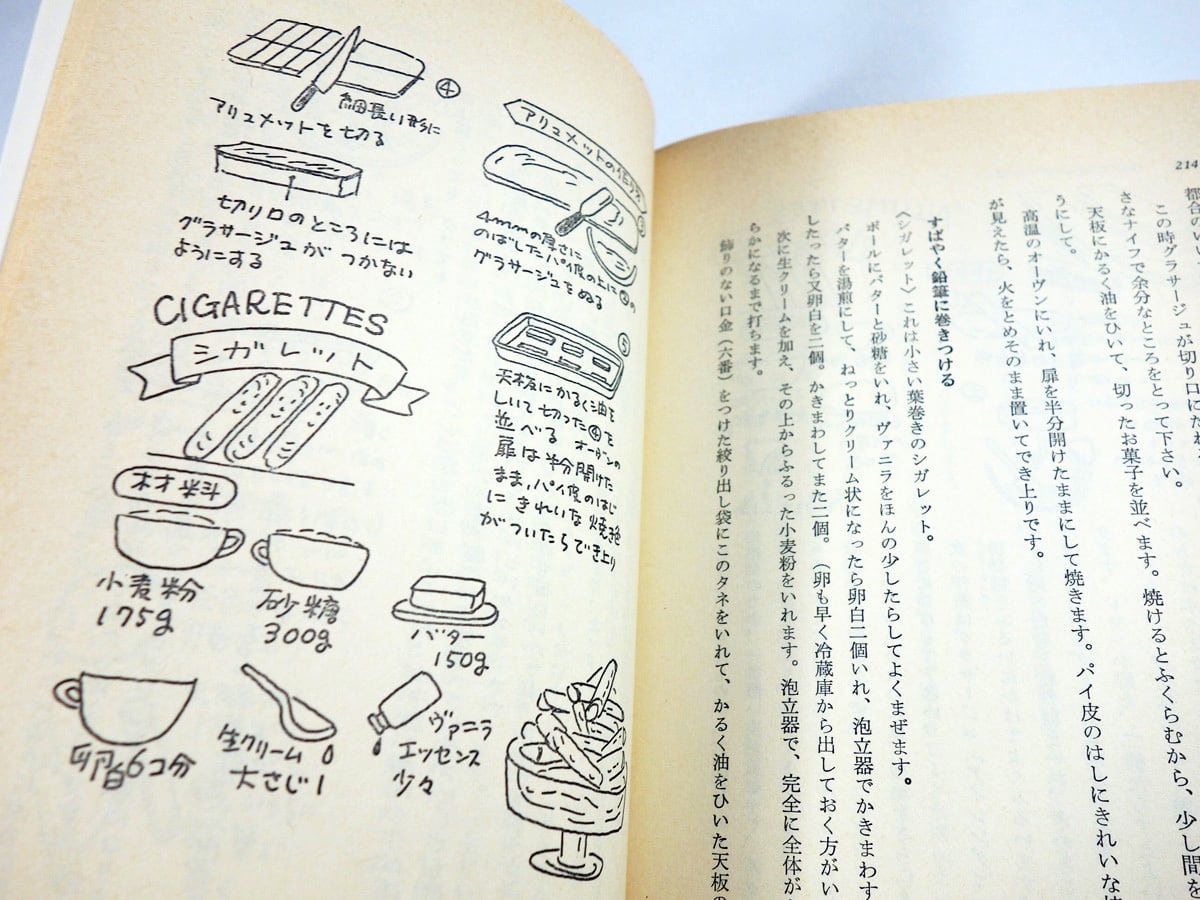 214
都合のい
この時グラサージュが切り口にたれ
さなナイフで余分なところをとって下さい。
天板にかるく油をひいて、切ったお菓子を並べます。焼けるとふくらむから、少し間を
うにして。
高温のオーヴンにいれ、扉を半分開けたままにして焼きます。パイ皮のはしにきれいな
が見えたら、火をとめそのまま置いてでき上りです。
すばやく鉛筆に巻きつける
〈シガレット〉これは小さい葉巻きのシガレット。
ボールにバターと砂糖をいれ、ヴァニラをほんの少したらしてよくまぜます。
バターを湯煎にして、ねっとりクリーム状になったら卵白二個いれ、泡立器でかきまわす
したったら又卵白を二個。かきまわしてまた二個。（卵も早く冷蔵庫から出しておく方がい
次に生クリームを加え、その上からふるった小麦粉をいれます。泡立器で、完全に全体が
らかになるまで打ちます。
飾りのない口金（六番）をつけた絞り出し袋にこのタネをいれて、かるく油をひいた天板の
アリュメットの作り方
③
4mmの厚さに
のばしたパイ皮の上に②の
グラサージュをぬる
④
細長い形に
アリュメットを切る
切り口のところには
グラサージュがつかない
ようにする
⑤
天板にかるく油を
しいて切った④を
並べる オーヴンの
扉は半分開けた
まま、パイ皮のはじ
にきれいな焼き色
がついたらでき上り
CIGARETTES
シガレット
材料
小麦粉
175g
砂糖
300g
バター
150g
卵白6コ分
生クリーム
大さじ1
ヴァニラ
エッセンス
少々